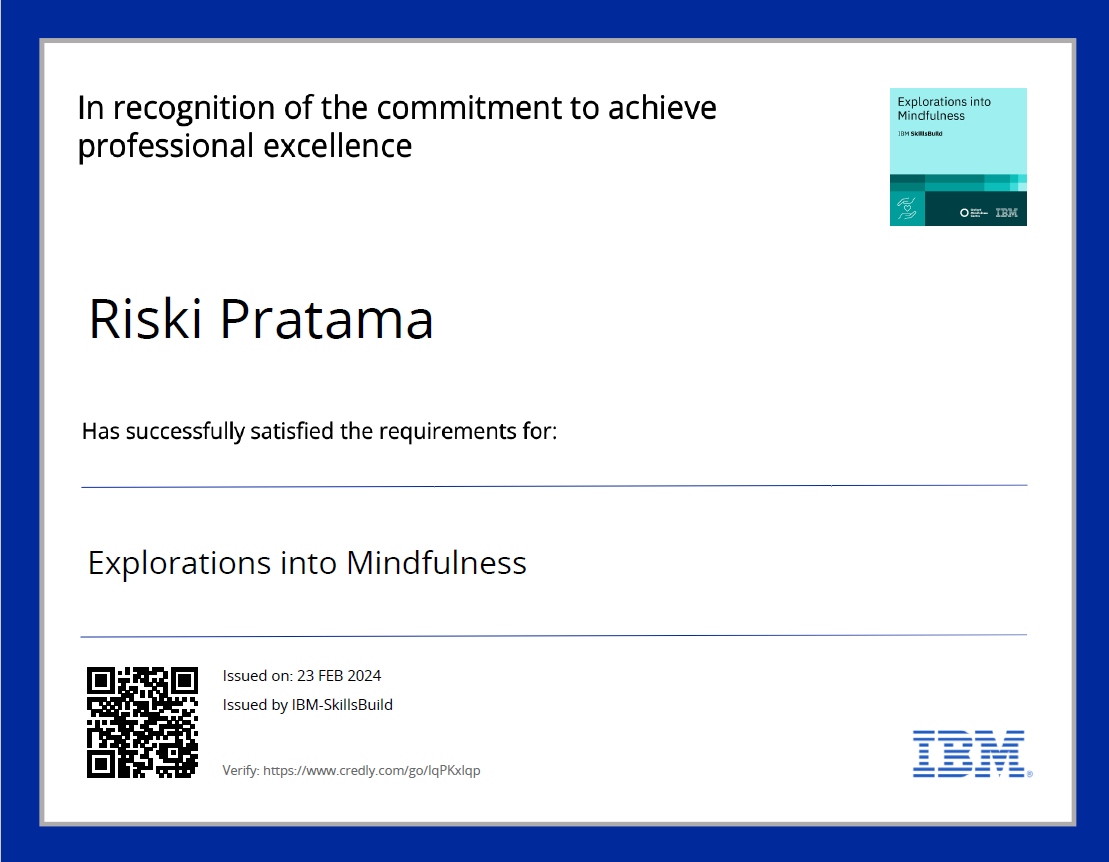 In recognition of the commitment to achieve
professional excellence
Explorations into
Mindfulness
IBM SkillsBuild
IBM
Riski Pratama
Has successfully satisfied the requirements for:
Explorations into Mindfulness
Issued on: 23 FEB 2024
Issued by IBM-SkillsBuild
Verify: https://www.credly.com/go/lqPKxlqp
IBM®